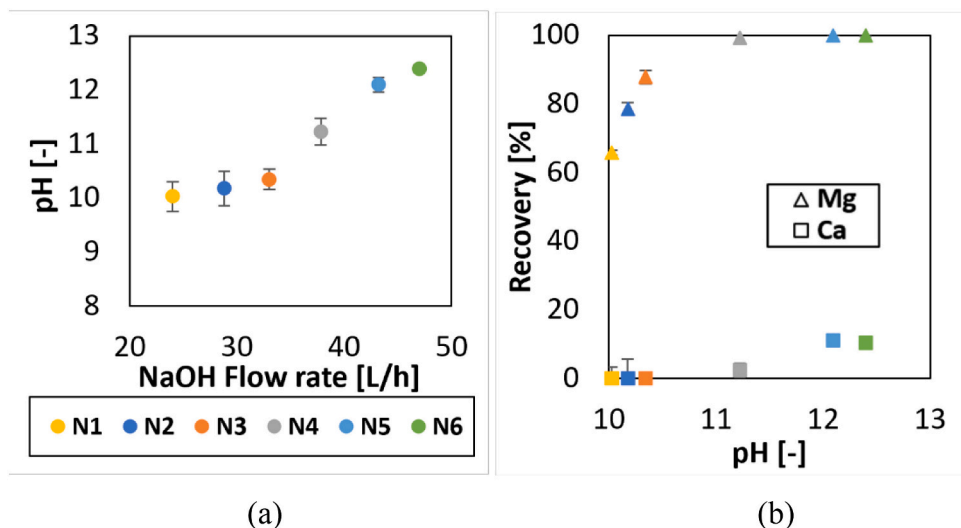 13
12
11
10
9
8
pH [-]
20 30 40 50
NaOH Flow rate [L/h]
N1 N2 N3 N4 N5 N6
(a)
100
80
60
40
20
0
Recovery [%]
Mg
Ca
10 11 12 13
pH [-]
(b)